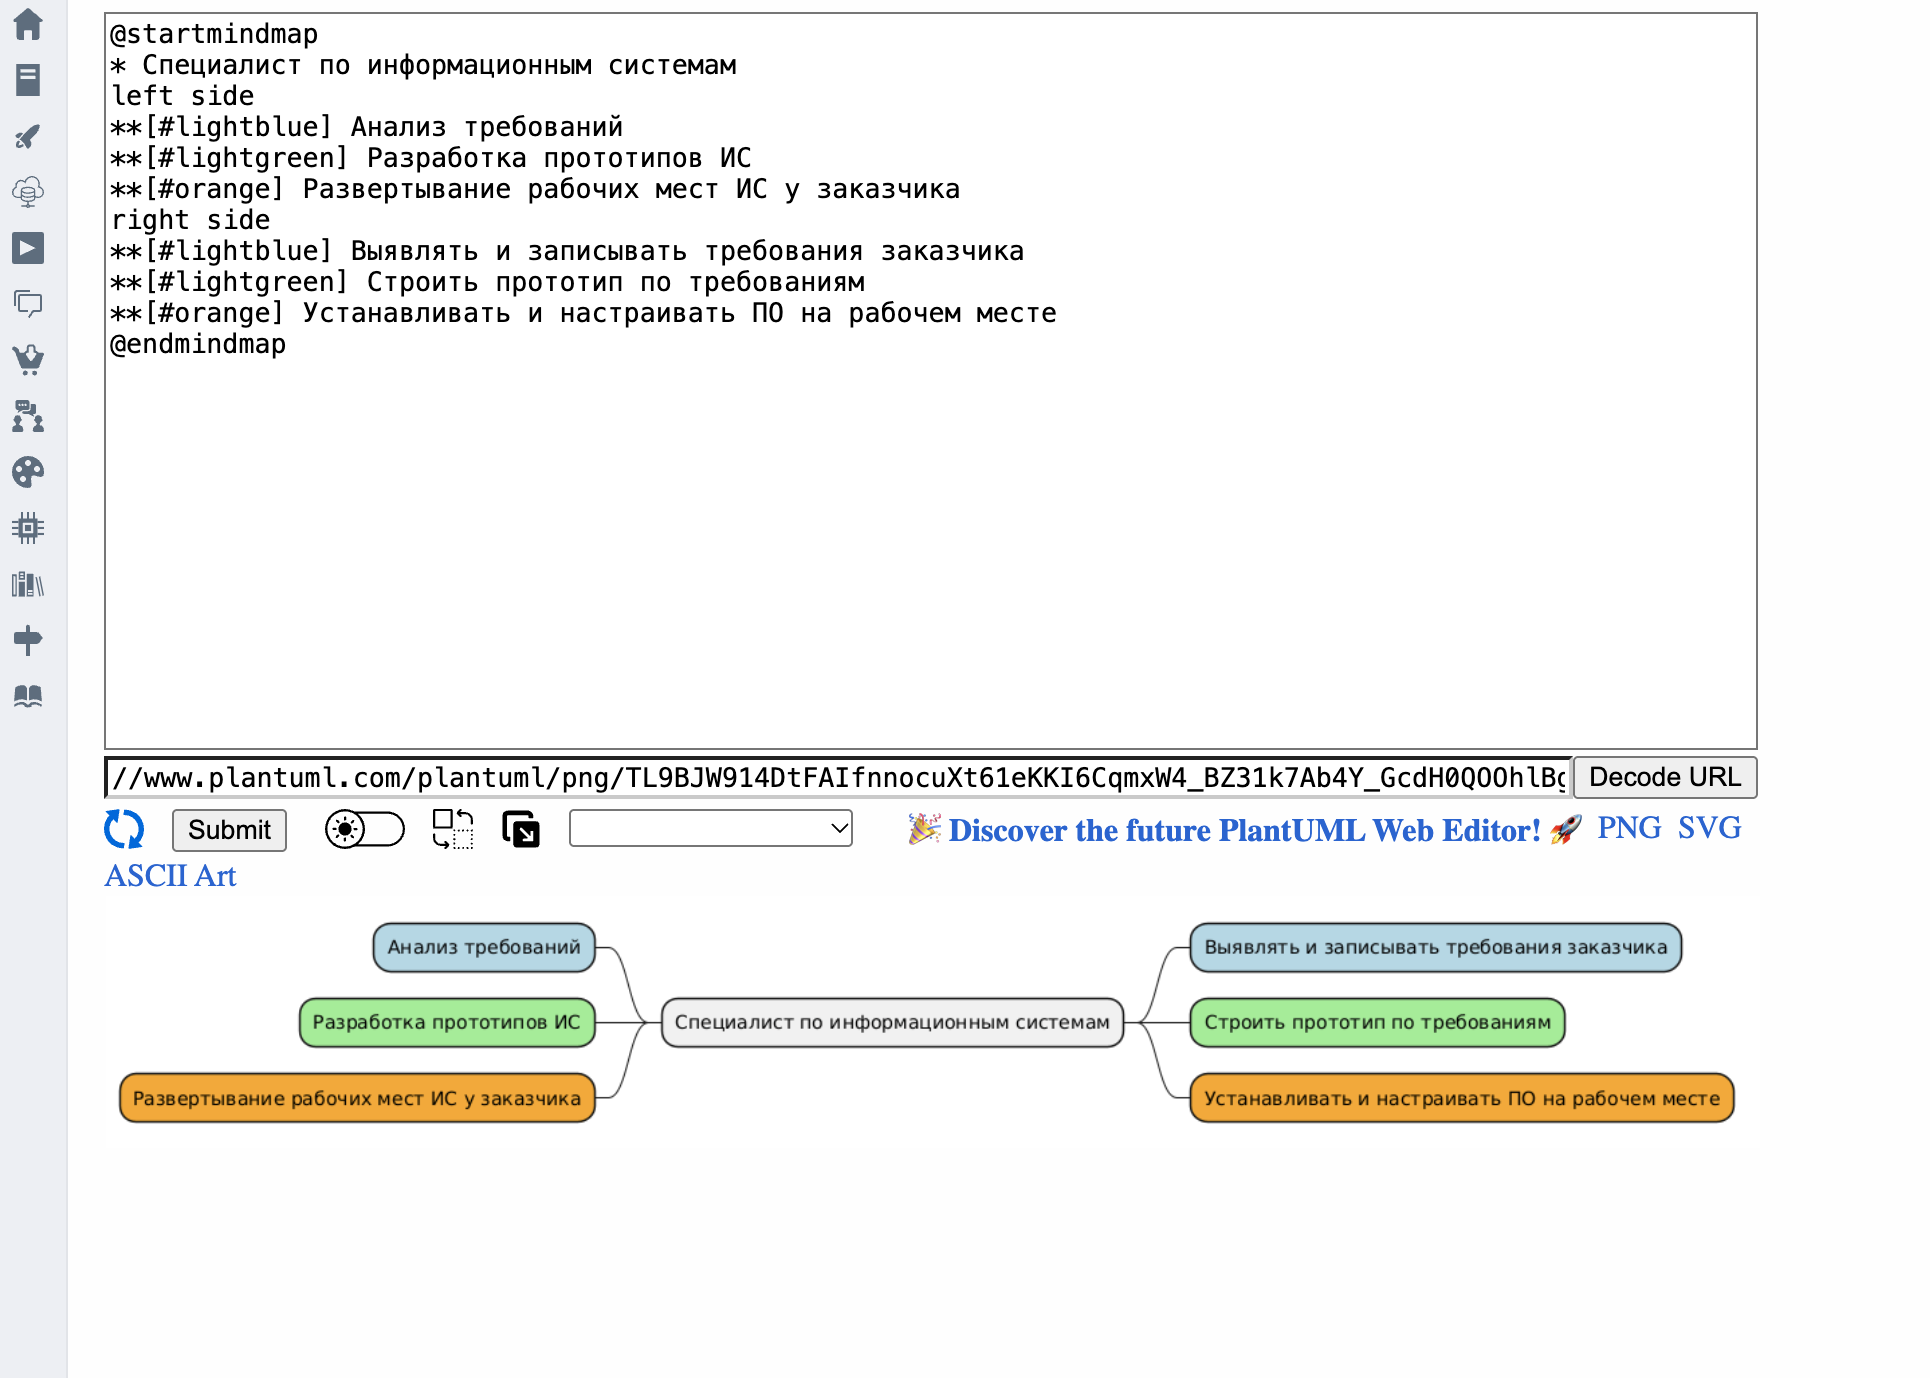 @startmindmap
* Специалист по информационным системам
left side
**[#lightblue] Анализ требований
**[#lightgreen] Разработка прототипов ИС
**[#orange] Развертывание рабочих мест ИС у заказчика
right side
**[#lightblue] Выявлять и записывать требования заказчика
**[#lightgreen] Строить прототип по требованиям
**[#orange] Устанавливать и настраивать ПО на рабочем месте
@endmindmap
//www.plantuml.com/plantuml/png/TL9BJW914DtFAIfnnocuXt61eKKI6CqmxW4_BZ31k7Ab4Y_GcdH0QOOhlBg Decode URL
Submit 🎉 Discover the future PlantUML Web Editor! 🚀 PNG SVG
ASCII Art
Анализ требований Выявлять и записывать требования заказчика
Разработка прототипов ИС Специалист по информационным системам Строить прототип по требованиям
Развертывание рабочих мест ИС у заказчика Устанавливать и настраивать ПО на рабочем месте